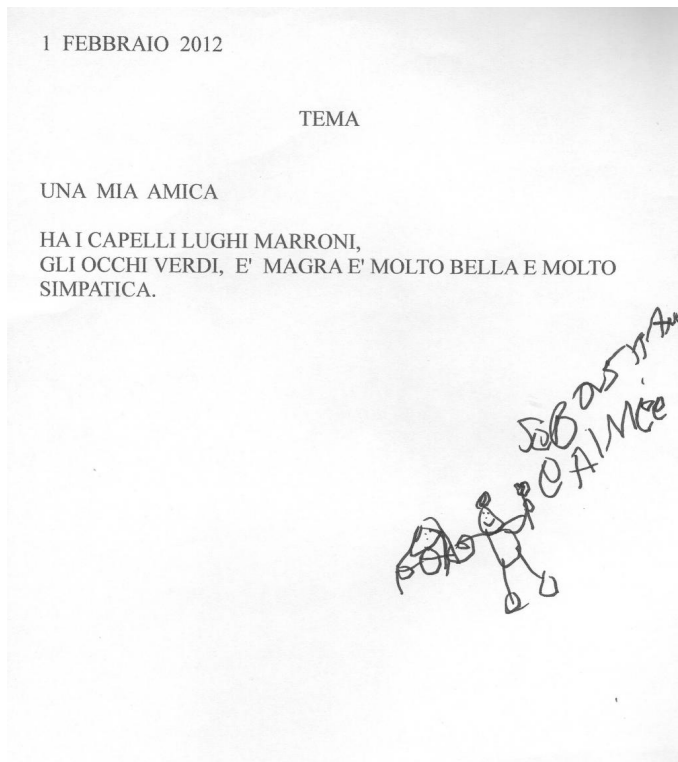 1 FEBBRAIO 2012
TEMA
UNA MIA AMICA
HA I CAPELLI LUGHI MARRONI,
GLI OCCHI VERDI, E' MAGRA E' MOLTO BELLA E MOLTO
SIMPATICA.
e AIMée